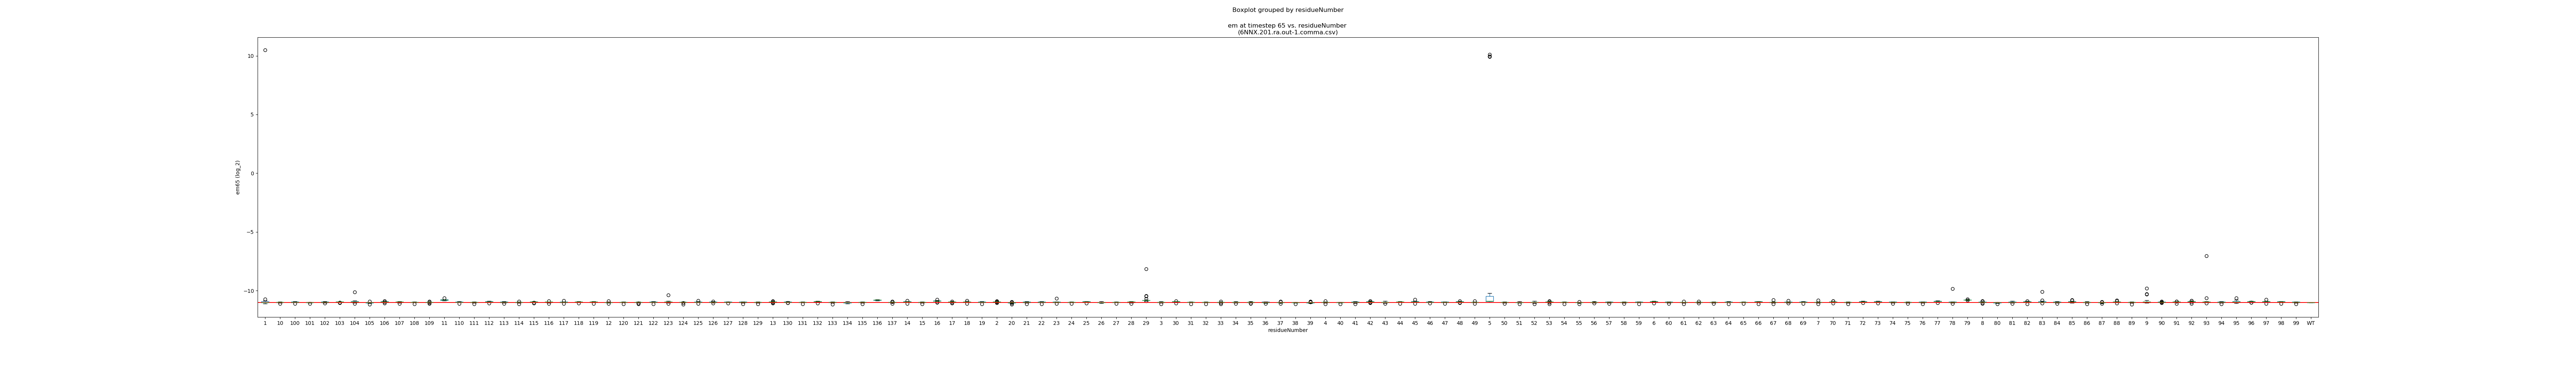 Boxplot grouped by residueNumber
em at timestep 65 vs. residueNumber
(6NNX.201.ra.out-1.comma.csv)
10
5
0
−5
−10
em65 (log_2)
1 10 100 101 102 103 104 105 106 107 108 109 11 110 111 112 113 114 115 116 117 118 119 12 120 121 122 123 124 125 126 127 128 129 13 130 131 132 133 134 135 136 137 14 15 16 17 18 19 2 20 21 22 23 24 25 26 27 28 29 3 30 31 32 33 34 35 36 37 38 39 4 40 41 42 43 44 45 46 47 48 49 5 50 51 52 53 54 55 56 57 58 59 6 60 61 62 63 64 65 66 67 68 69 7 70 71 72 73 74 75 76 77 78 79 8 80 81 82 83 84 85 86 87 88 89 9 90 91 92 93 94 95 96 97 98 99 WT
residueNumber